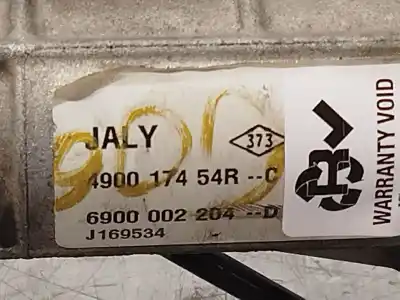 JALY
373
4900 174 54R --C
6900 002 204 --D
J169534
WARRANTY VOID